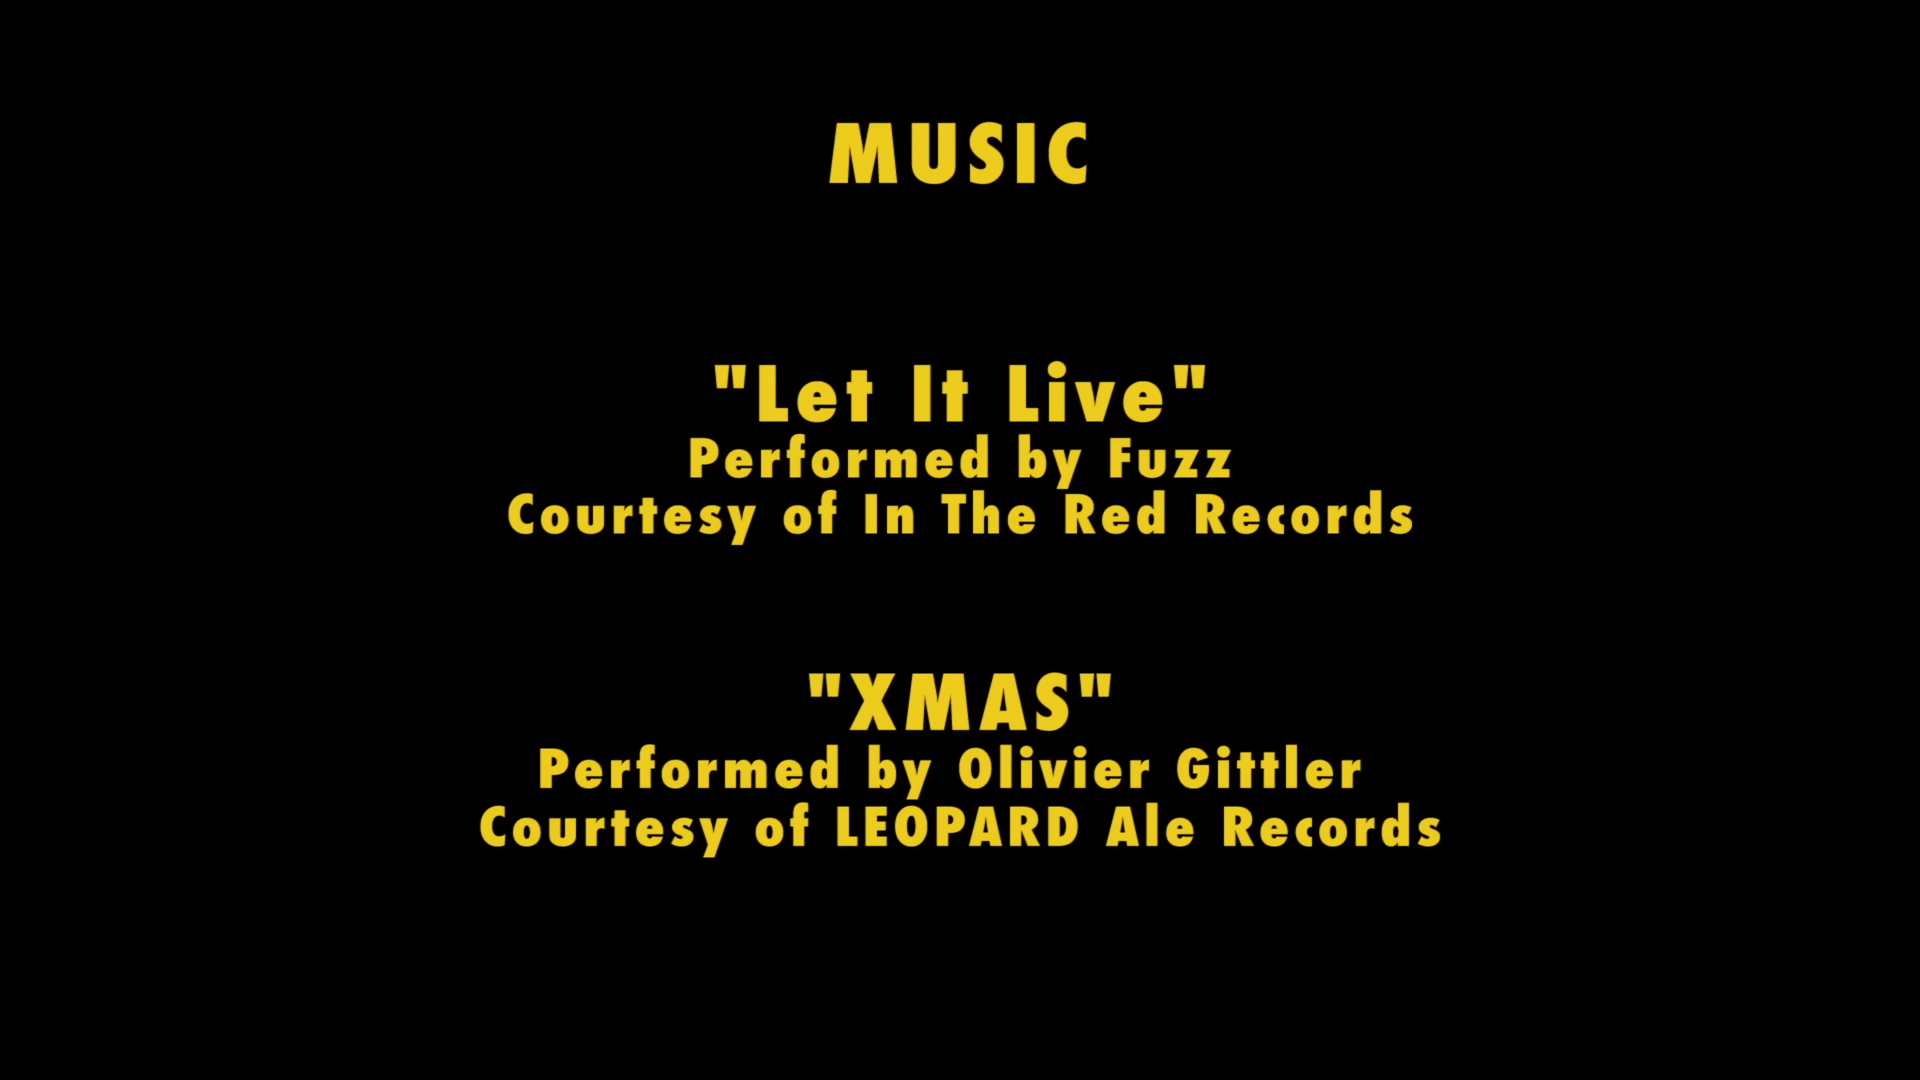 MUSIC
"Let It Live"
Performed by Fuzz
Courtesy of In The Red Records
"XMAS"
Performed by Olivier Gittler
Courtesy of LEOPARD Ale Records